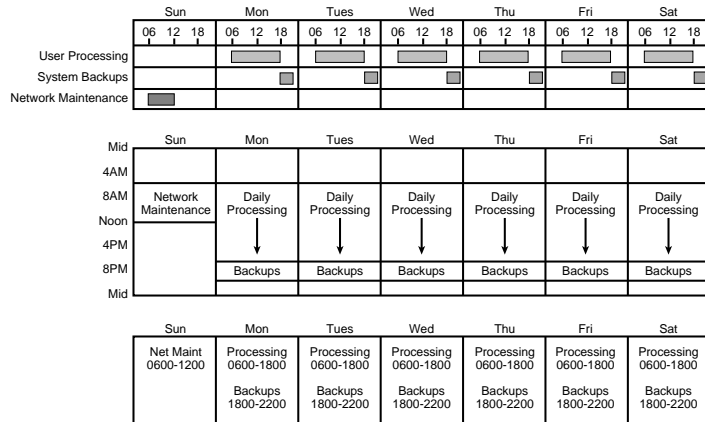 Sun Mon Tues Wed Thu Fri Sat
06 12 18 06 12 18 06 12 18 06 12 18 06 12 18 06 12 18 06 12 18
User Processing
System Backups
Network Maintenance
Sun Mon Tues Wed Thu Fri Sat
Mid
4AM
8AM Network Daily Daily Daily Daily Daily Daily
Maintenance Processing Processing Processing Processing Processing Processing
Noon
4PM
8PM Backups Backups Backups Backups Backups Backups
Mid
Sun Mon Tues Wed Thu Fri Sat
Net Maint Processing Processing Processing Processing Processing Processing
0600-1200 0600-1800 0600-1800 0600-1800 0600-1800 0600-1800 0600-1800
Backups Backups Backups Backups Backups Backups
1800-2200 1800-2200 1800-2200 1800-2200 1800-2200 1800-2200